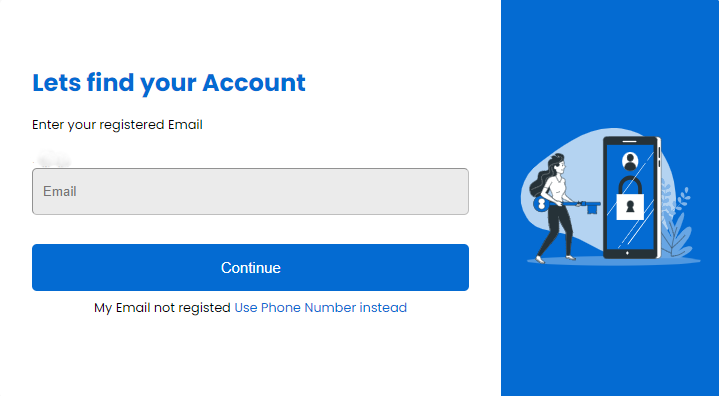 Lets find your Account
Enter your registered Email
Email
Continue
My Email not registed Use Phone Number instead